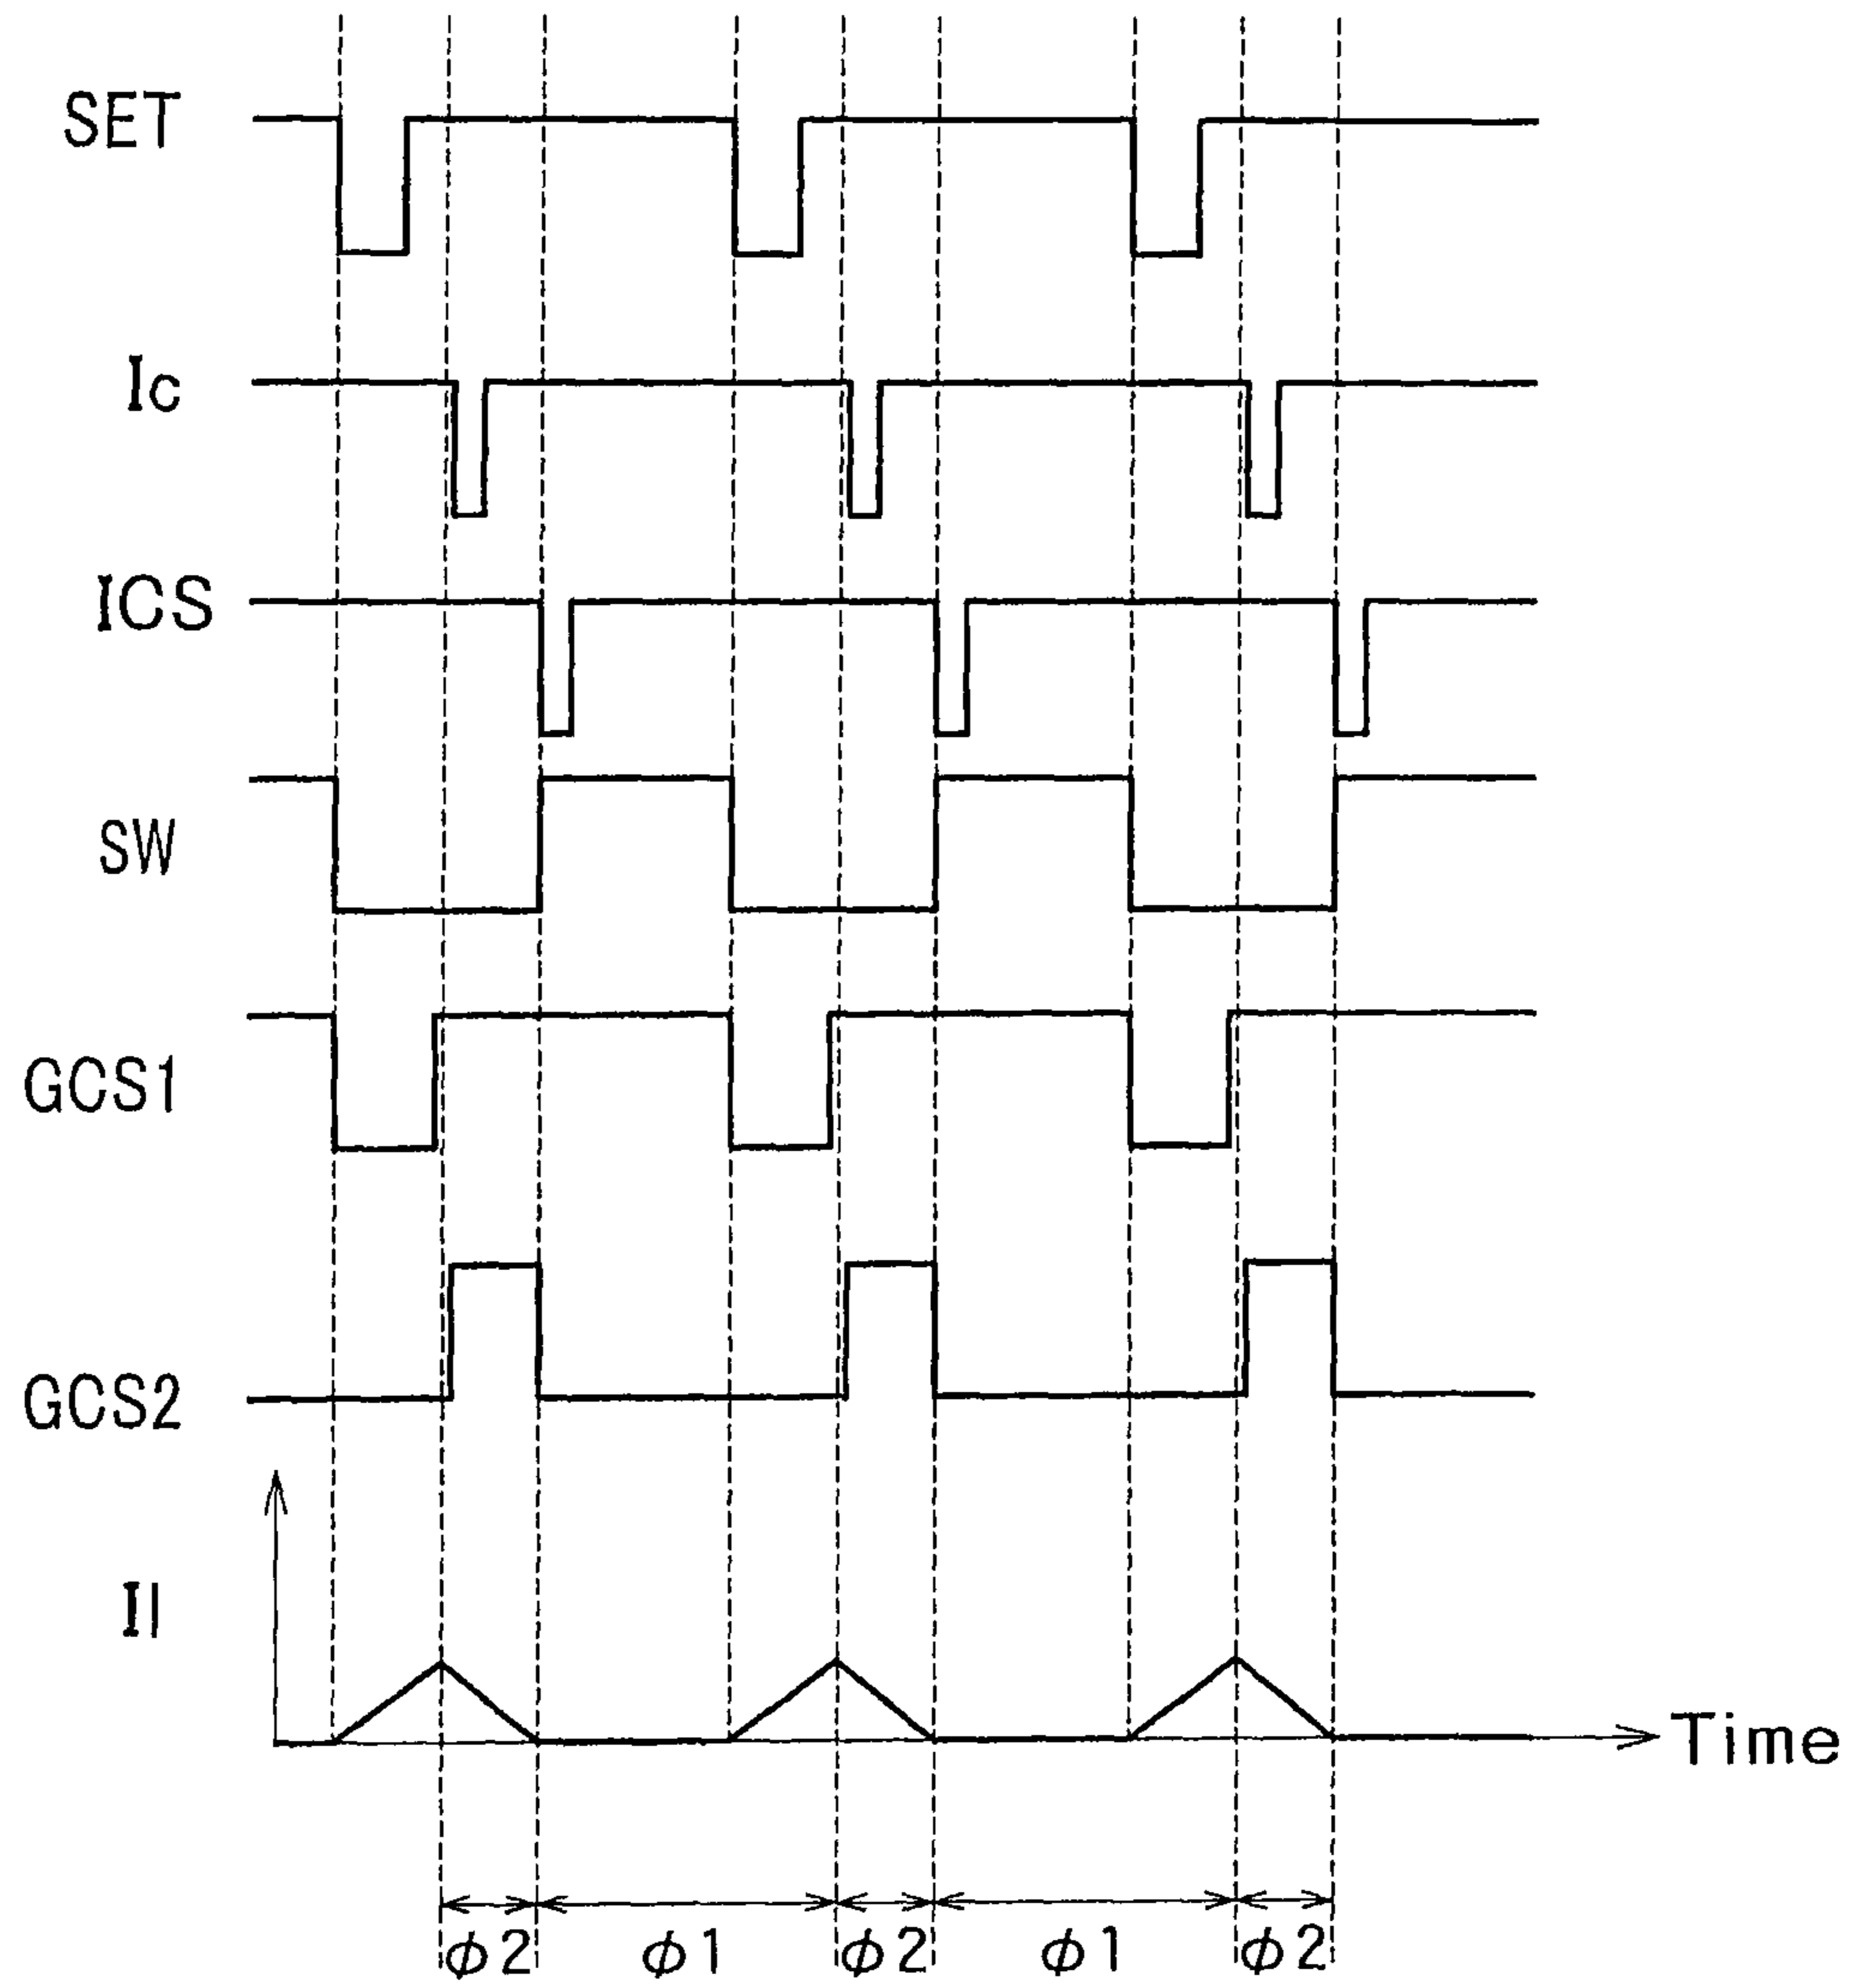 SET
Ic
ICS
SW
GCS1
GCS2
Il
Time
φ2 φ1 φ2 φ1 φ2